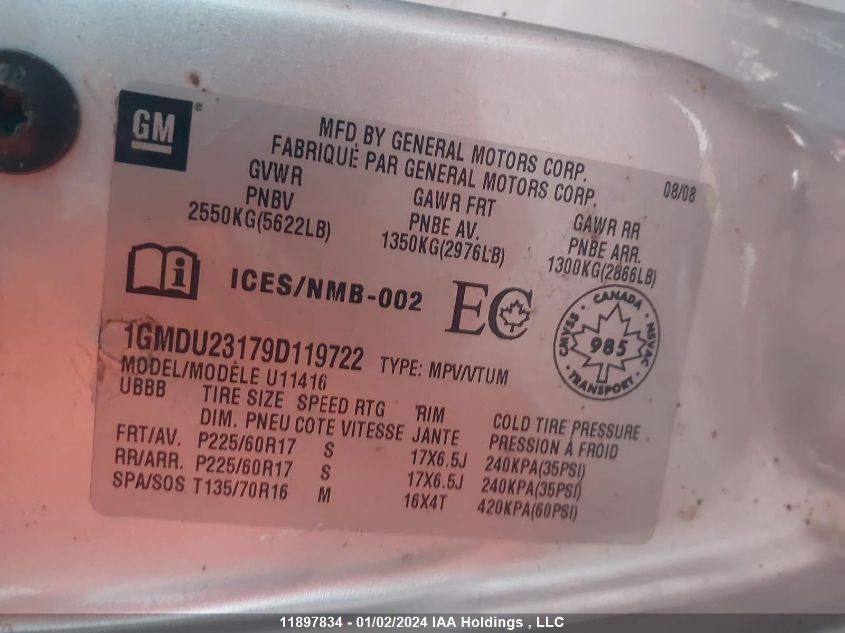 GM ®
MFD BY GENERAL MOTORS CORP.
FABRIQUÉ PAR GENERAL MOTORS CORP.
08/08
GVWR
PNBV
2550KG(5622LB)
GAWR FRT
PNBE AV.
1350KG(2976LB)
GAWR RR
PNBE ARR.
1300KG(2866LB)
i ICES/NMB-002 EC
CANADA
CMVSS 985 NSVAC
TRANSPORT
1GMDU23179D119722 TYPE: MPV/VTUM
MODEL/MODÈLE U11416
UBBB TIRE SIZE SPEED RTG RIM COLD TIRE PRESSURE
DIM. PNEU COTE VITESSE JANTE PRESSION À FROID
FRT/AV. P225/60R17 S 17X6.5J 240KPA(35PSI)
RR/ARR. P225/60R17 S 17X6.5J 240KPA(35PSI)
SPA/SOS T135/70R16 M 16X4T 420KPA(60PSI)
11897834 - 01/02/2024 IAA Holdings , LLC